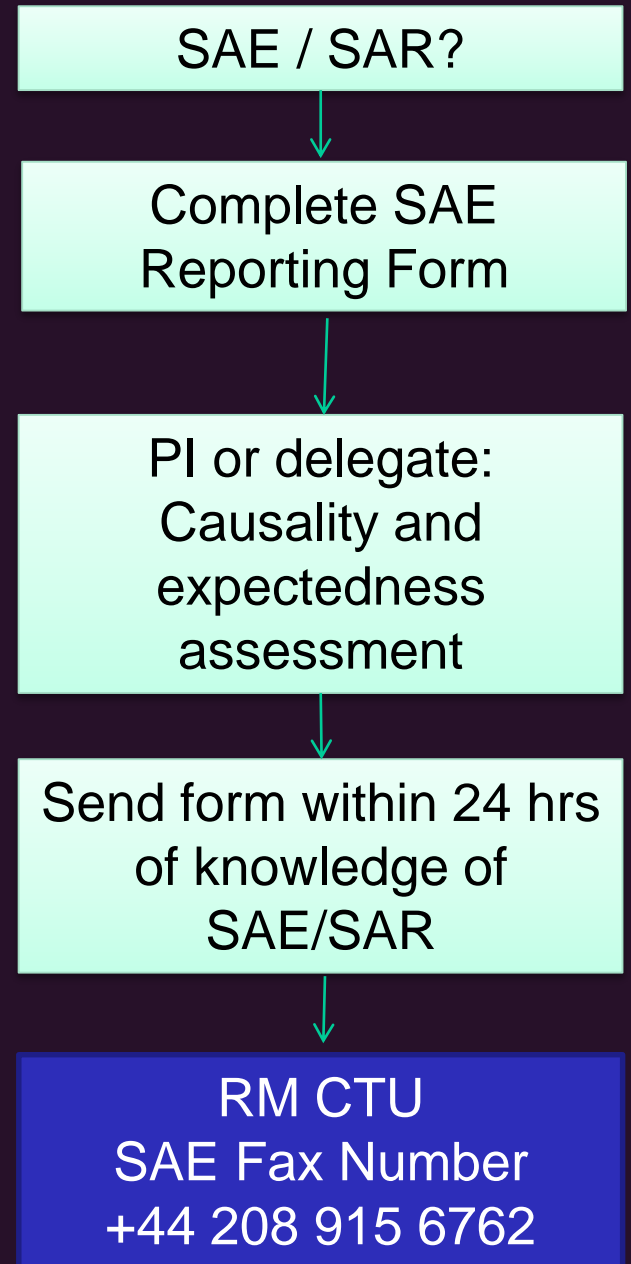 SAE / SAR?
Complete SAE
Reporting Form
PI or delegate:
Causality and
expectedness
assessment
Send form within 24 hrs
of knowledge of
SAE/SAR
RM CTU
SAE Fax Number
+44 208 915 6762